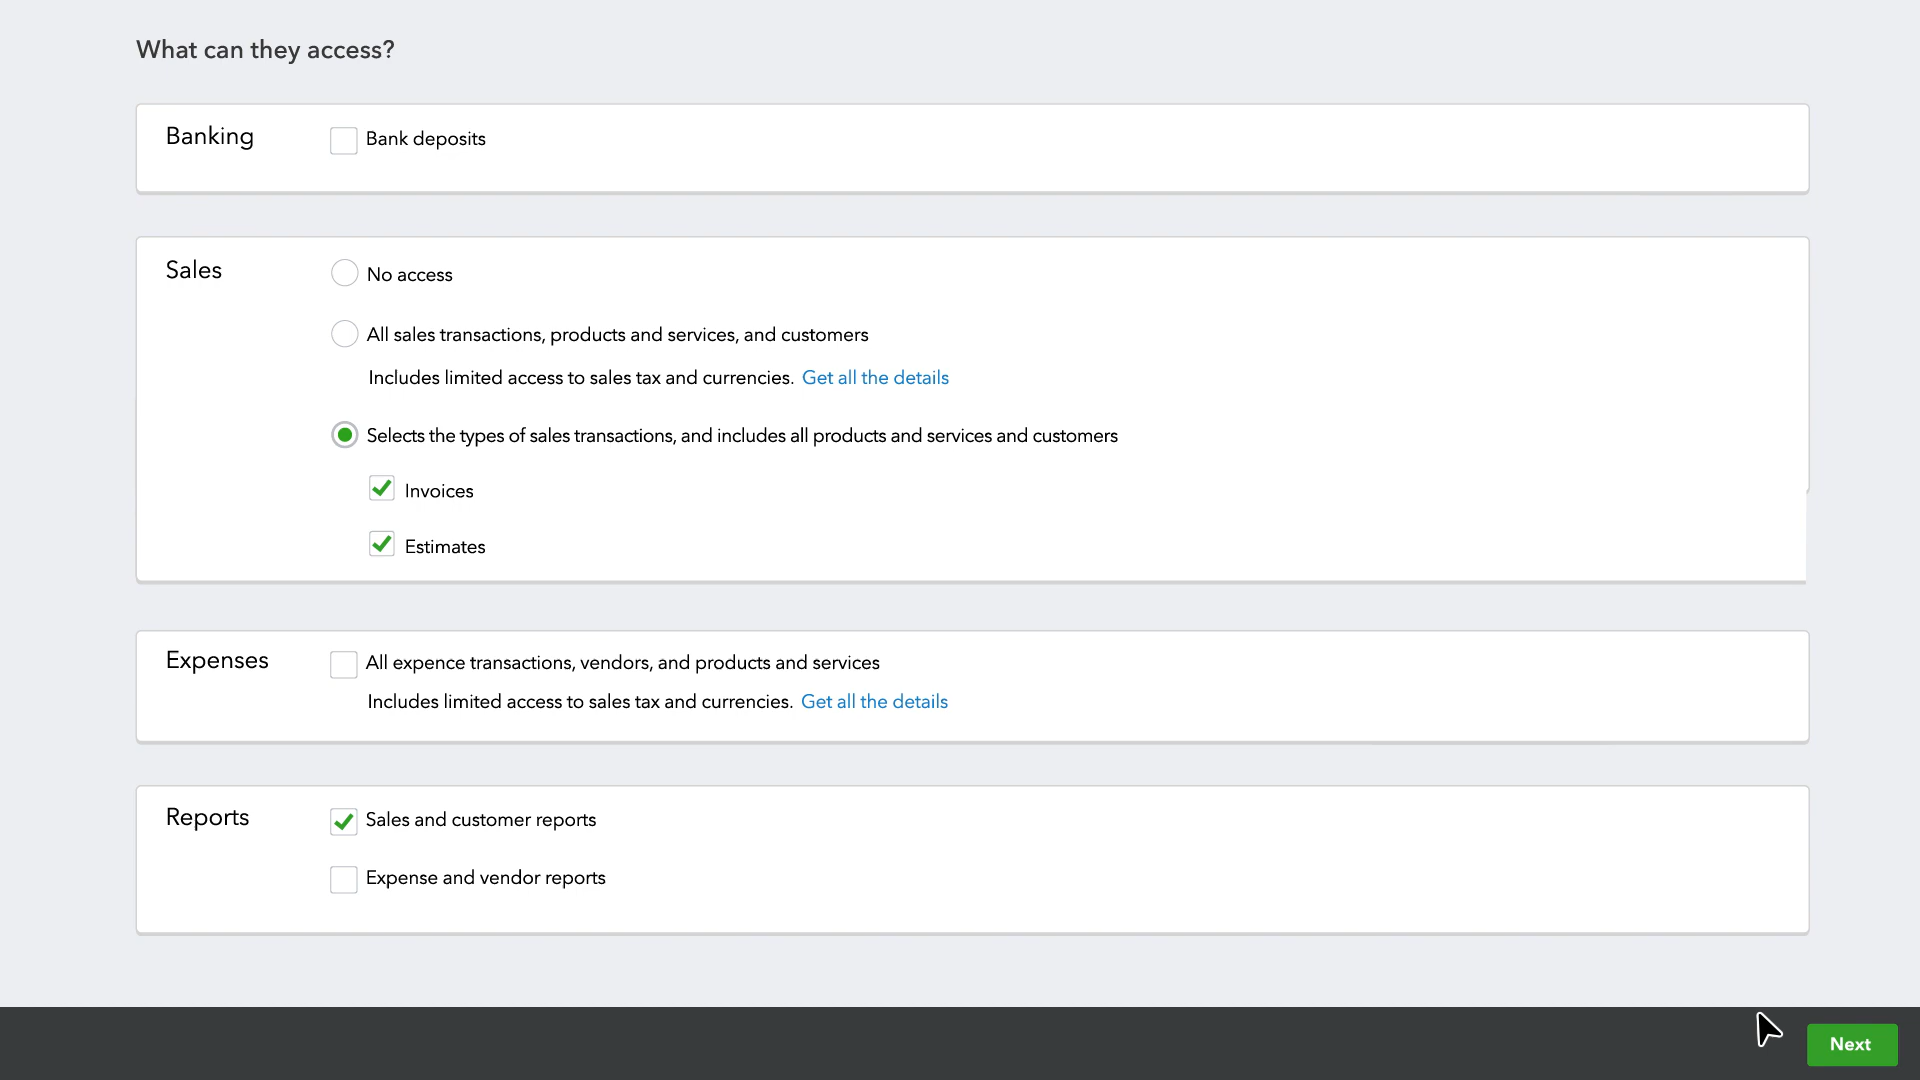 What can they access?
Banking
Bank deposits
Sales
No access
All sales transactions, products and services, and customers
Includes limited access to sales tax and currencies. Get all the details
Selects the types of sales transactions, and includes all products and services and customers
Invoices
Estimates
Expenses
All expence transactions, vendors, and products and services
Includes limited access to sales tax and currencies. Get all the details
Reports
Sales and customer reports
Expense and vendor reports
Next